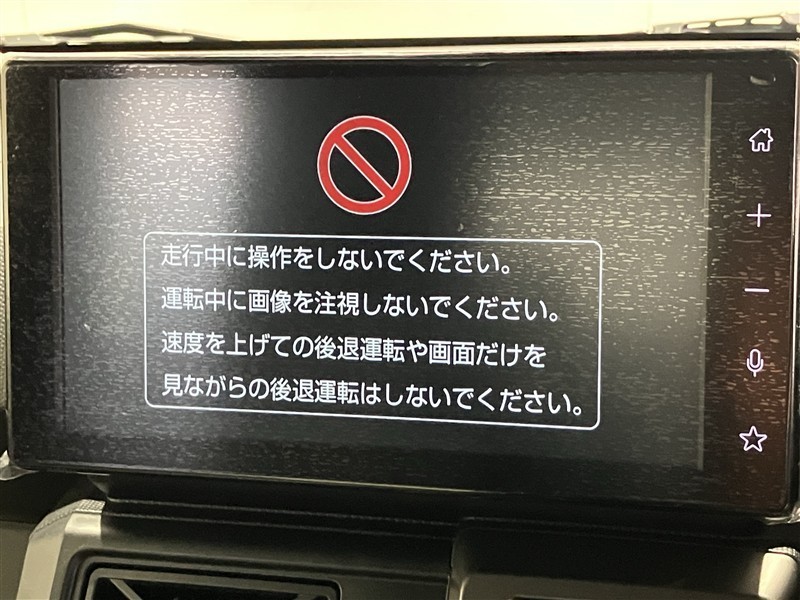 走行中に操作をしないでください。
運転中に画像を注視しないでください。
速度を上げての後退運転や画面だけを
見ながらの後退運転はしないでください。